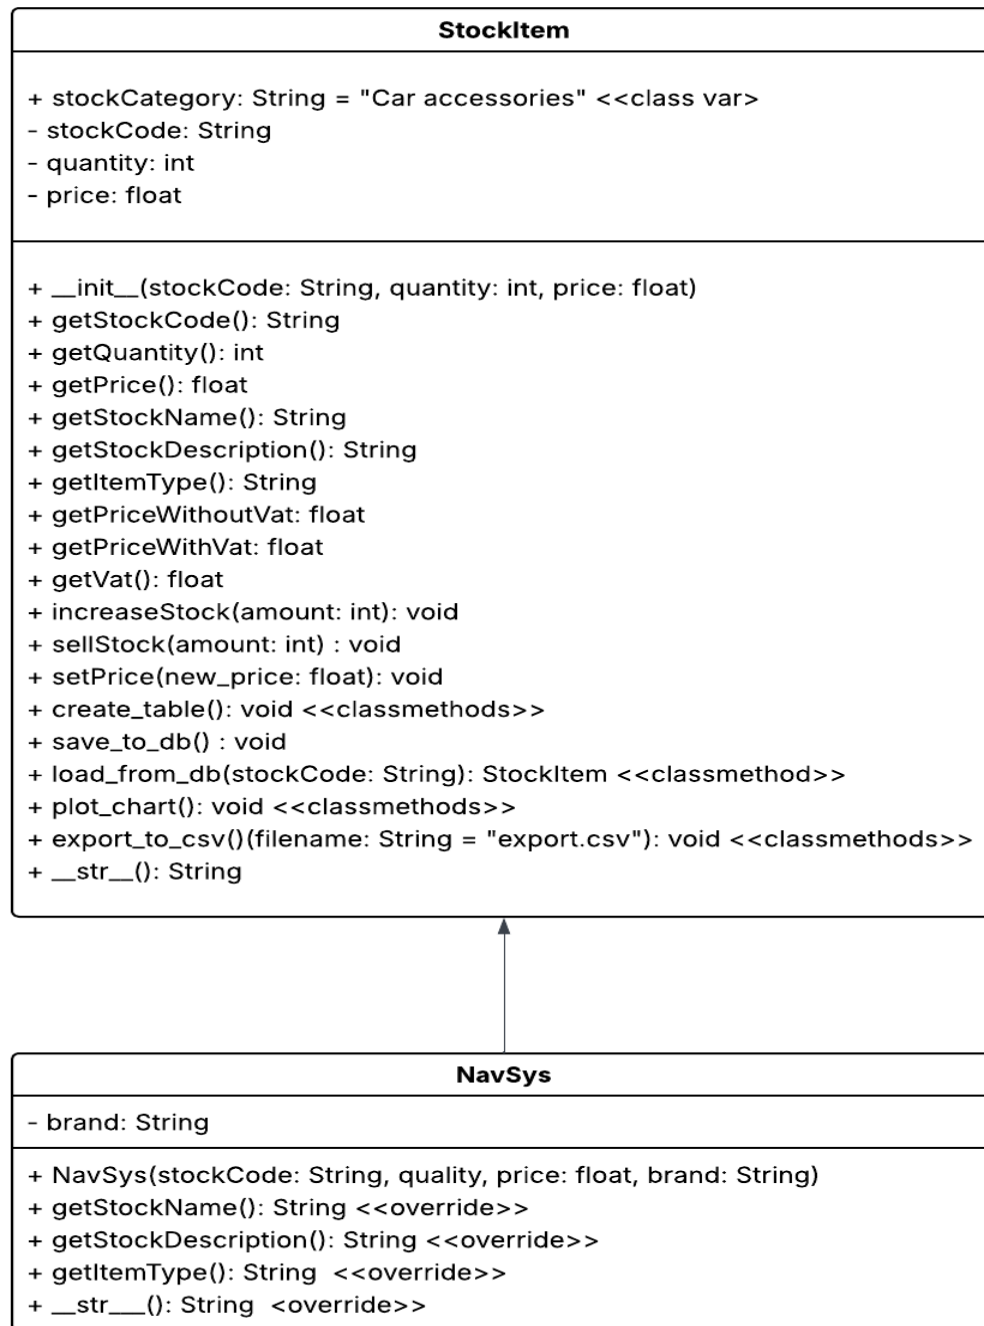 StockItem
+ stockCategory: String = "Car accessories" <<class var>
- stockCode: String
- quantity: int
- price: float
+ __init__(stockCode: String, quantity: int, price: float)
+ getStockCode(): String
+ getQuantity(): int
+ getPrice(): float
+ getStockName(): String
+ getStockDescription(): String
+ getItemType(): String
+ getPriceWithoutVat: float
+ getPriceWithVat: float
+ getVat(): float
+ increaseStock(amount: int): void
+ sellStock(amount: int) : void
+ setPrice(new_price: float): void
+ create_table(): void <<classmethods>>
+ save_to_db() : void
+ load_from_db(stockCode: String): StockItem <<classmethod>>
+ plot_chart(): void <<classmethods>>
+ export_to_csv()(filename: String = "export.csv"): void <<classmethods>>
+ __str__(): String
NavSys
- brand: String
+ NavSys(stockCode: String, quality, price: float, brand: String)
+ getStockName(): String <<override>>
+ getStockDescription(): String <<override>>
+ getItemType(): String  <<override>>
+ __str___(): String  <override>>